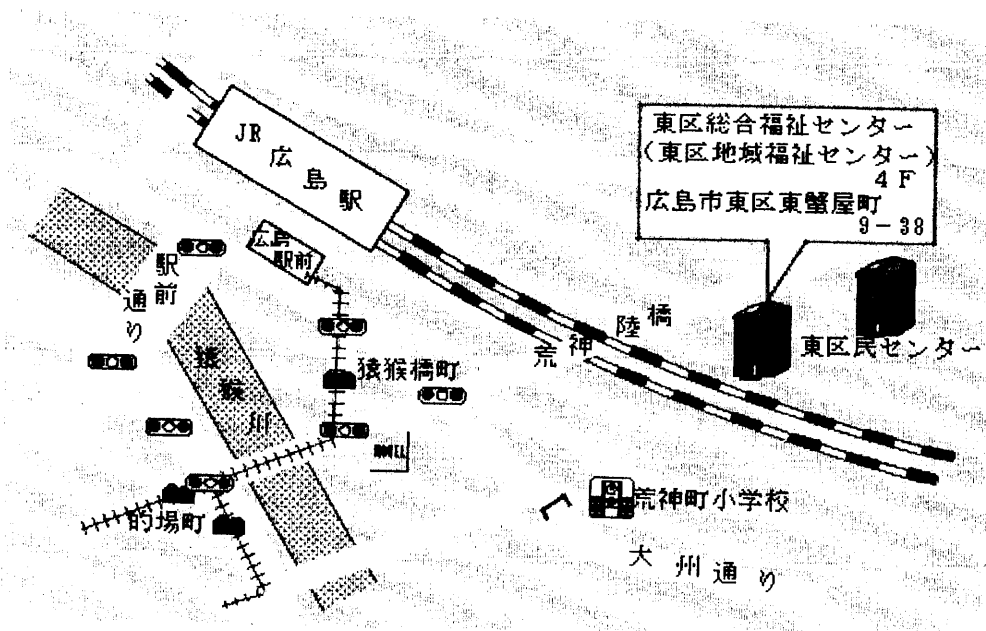 JR広島駅
東区総合福祉センター
(東区地域福祉センター)
4F
広島市東区東蟹屋町
9-38
広島
駅前
駅前通り
猿猴川
荒神陸橋
猿猴橋町
東区民センター
的場町
荒神町小学校
大州通り